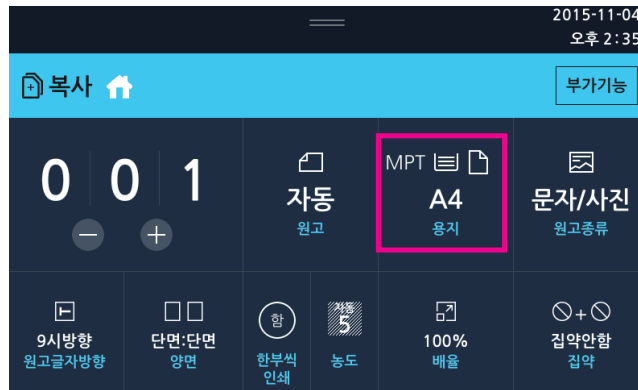 2015-11-04
오후 2:35
복사
부가기능
0 0 1
자동
원고
MPT
A4
용지
문자/사진
원고종류
9시방향
원고글자방향
단면:단면
양면
함
한부씩
인쇄
자동
5
농도
100%
배율
집약안함
집약